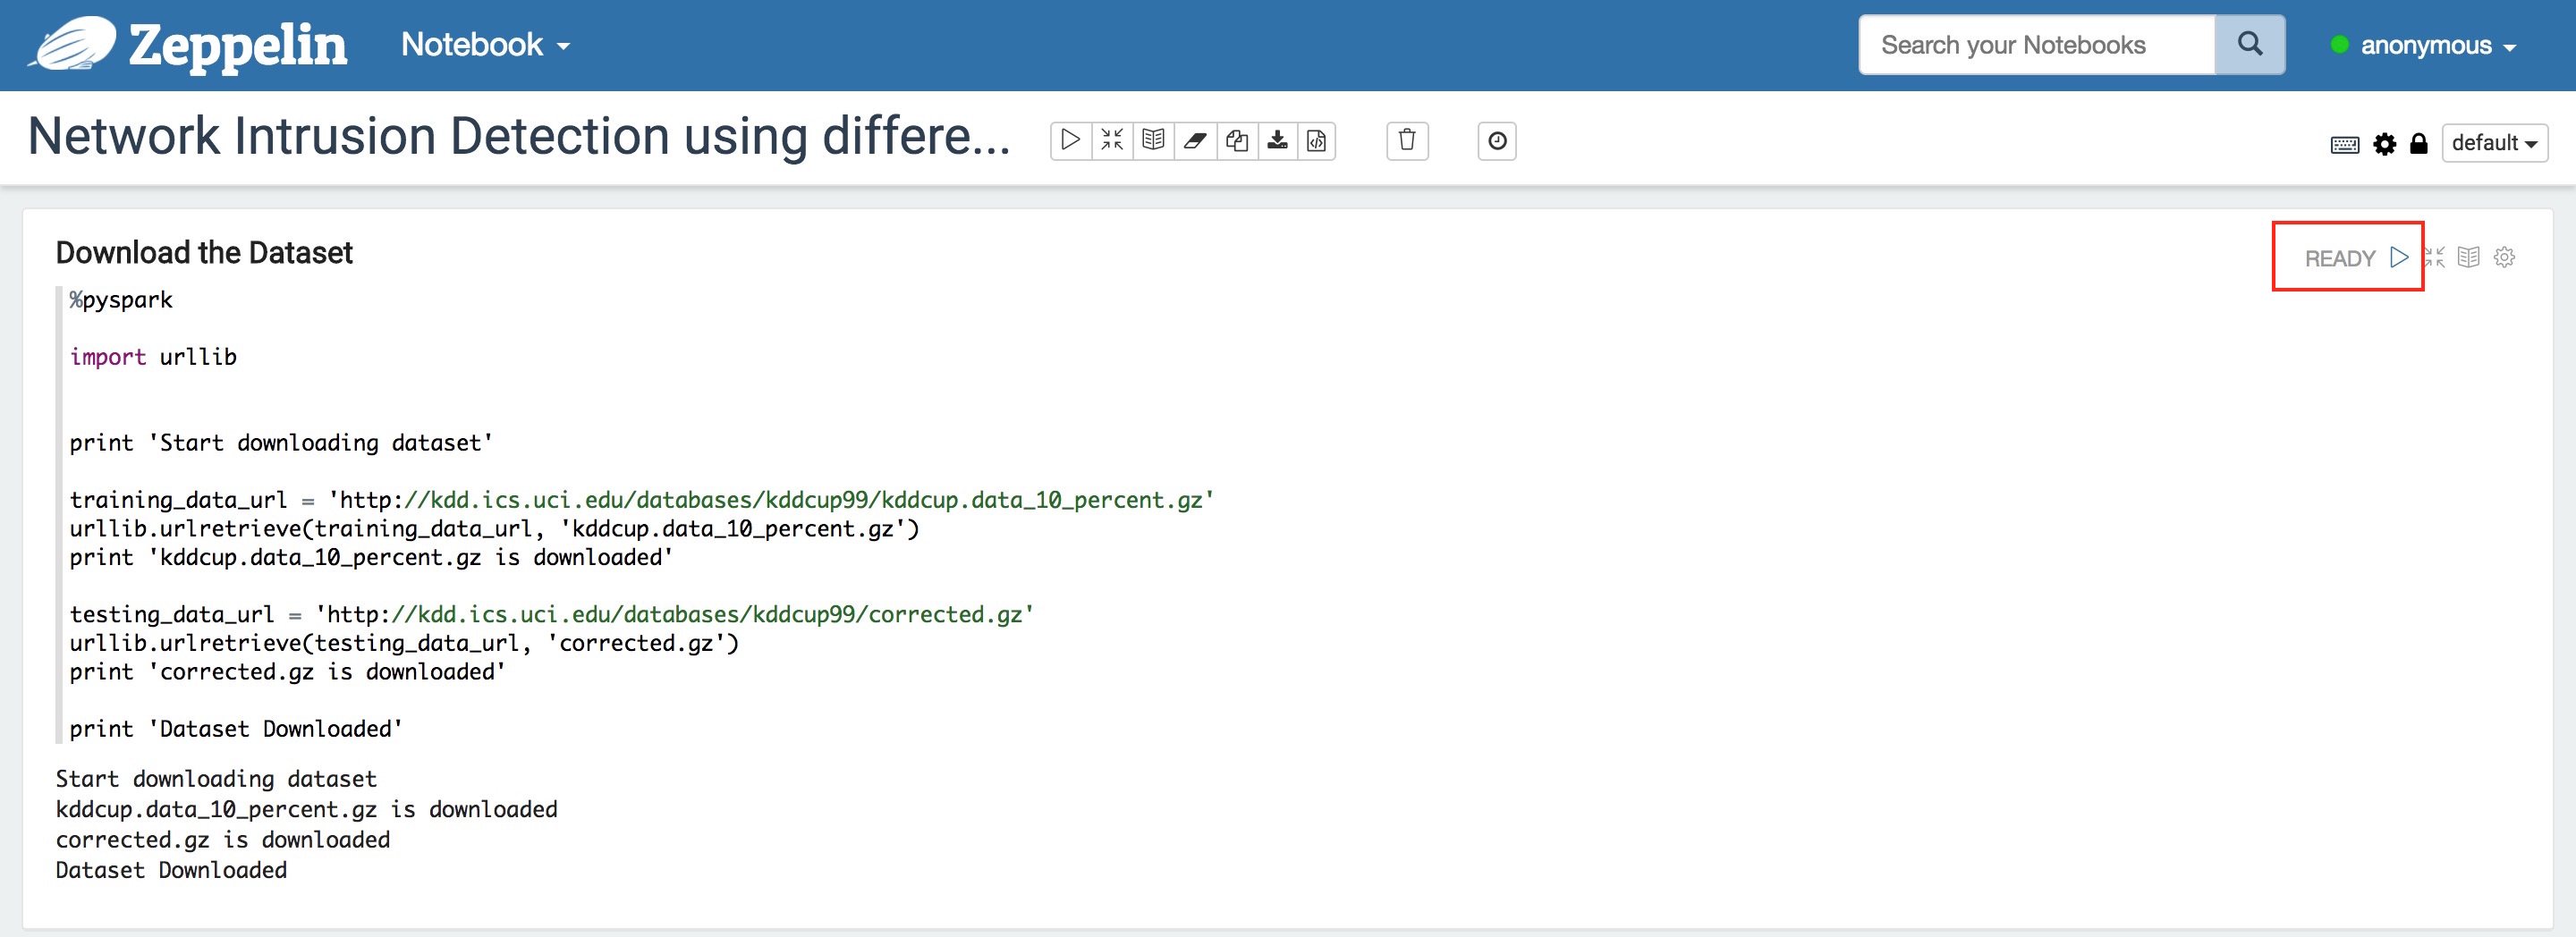 Zeppelin Notebook Search your Notebooks anonymous
Network Intrusion Detection using differe... default
Download the Dataset READY
%pyspark
import urllib
print 'Start downloading dataset'
training_data_url = 'http://kdd.ics.uci.edu/databases/kddcup99/kddcup.data_10_percent.gz'
urllib.urlretrieve(training_data_url, 'kddcup.data_10_percent.gz')
print 'kddcup.data_10_percent.gz is downloaded'
testing_data_url = 'http://kdd.ics.uci.edu/databases/kddcup99/corrected.gz'
urllib.urlretrieve(testing_data_url, 'corrected.gz')
print 'corrected.gz is downloaded'
print 'Dataset Downloaded'
Start downloading dataset
kddcup.data_10_percent.gz is downloaded
corrected.gz is downloaded
Dataset Downloaded